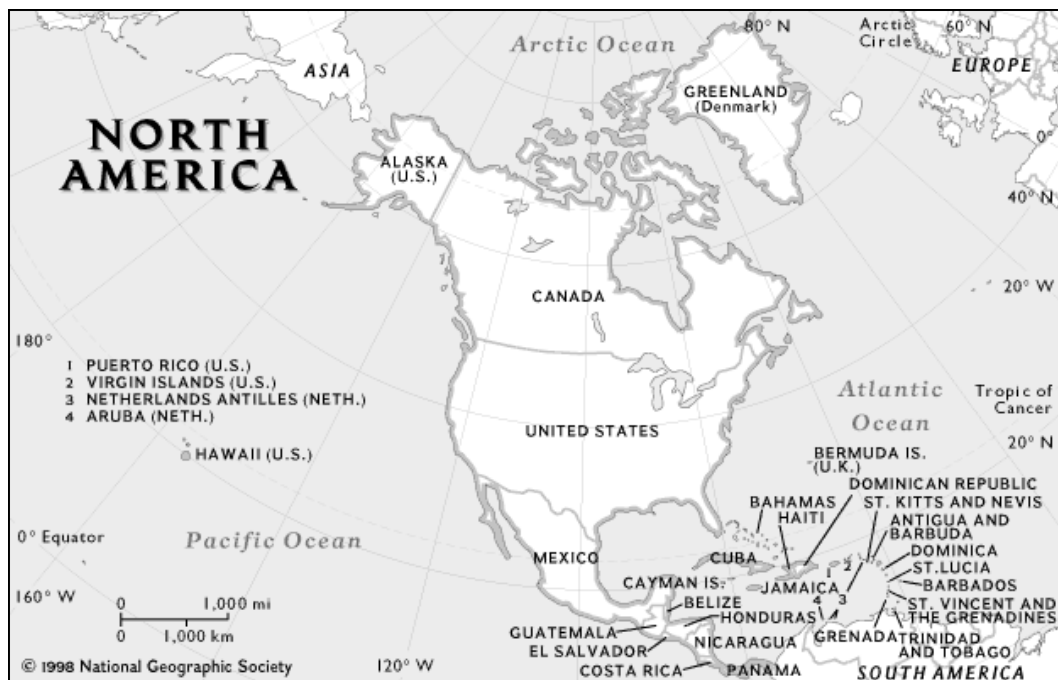 NORTH
AMERICA
Arctic Ocean
80° N
Arctic
Circle
60° N
EUROPE
ASIA
GREENLAND
(Denmark)
0°
ALASKA
(U.S.)
40° N
20° W
CANADA
180°
1 PUERTO RICO (U.S.)
2 VIRGIN ISLANDS (U.S.)
3 NETHERLANDS ANTILLES (NETH.)
4 ARUBA (NETH.)
Atlantic
Ocean
Tropic of
Cancer
20° N
UNITED STATES
HAWAII (U.S.)
BERMUDA IS.
(U.K.)
DOMINICAN REPUBLIC
ST. KITTS AND NEVIS
BAHAMAS
HAITI
ANTIGUA AND
BARBUDA
0° Equator
Pacific Ocean
MEXICO
CUBA
DOMINICA
ST.LUCIA
CAYMAN IS.
JAMAICA
1
2
3
4
BARBADOS
160° W
0 1,000 mi
0 1,000 km
BELIZE
HONDURAS
ST. VINCENT AND
THE GRENADINES
GUATEMALA
EL SALVADOR
NICARAGUA
GRENADA
TRINIDAD
AND TOBAGO
© 1998 National Geographic Society
120° W
COSTA RICA
PANAMA
SOUTH AMERICA